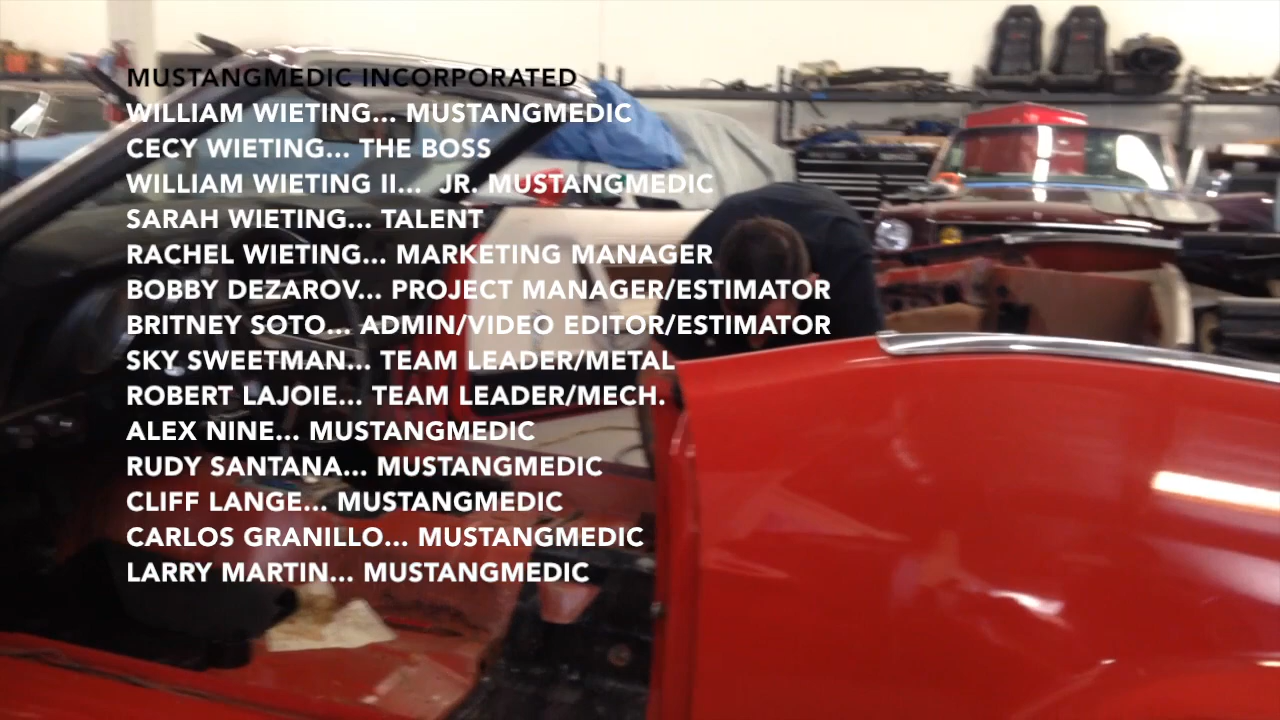 MUSTANGMEDIC INCORPORATED
WILLIAM WIETING... MUSTANGMEDIC
CECY WIETING... THE BOSS
WILLIAM WIETING II... JR. MUSTANGMEDIC
SARAH WIETING... TALENT
RACHEL WIETING... MARKETING MANAGER
BOBBY DEZAROV... PROJECT MANAGER/ESTIMATOR
BRITNEY SOTO... ADMIN/VIDEO EDITOR/ESTIMATOR
SKY SWEETMAN... TEAM LEADER/METAL
ROBERT LAJOIE... TEAM LEADER/MECH.
ALEX NINE... MUSTANGMEDIC
RUDY SANTANA... MUSTANGMEDIC
CLIFF LANGE... MUSTANGMEDIC
CARLOS GRANILLO... MUSTANGMEDIC
LARRY MARTIN... MUSTANGMEDIC